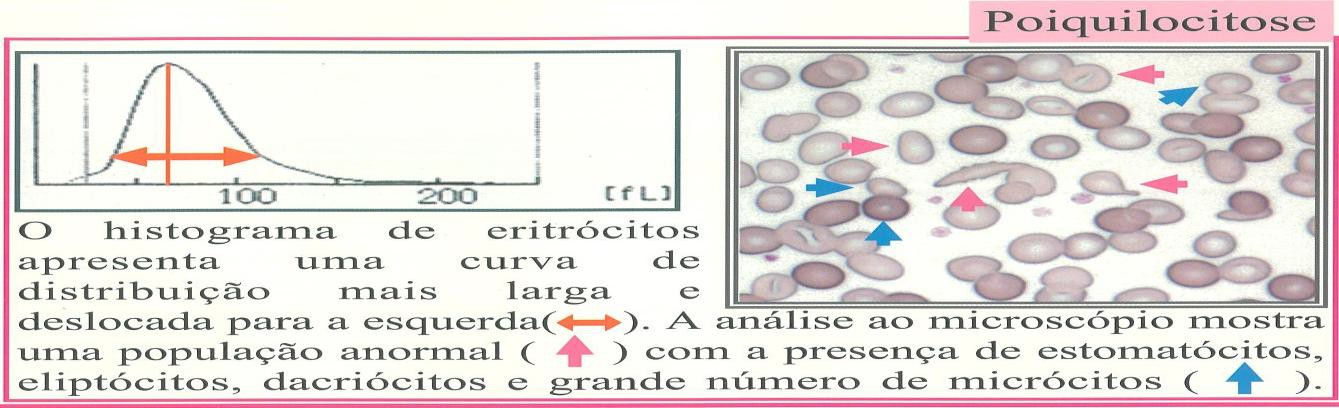 Poiquilocitose
100 200 [fL]
O histograma de eritrócitos
apresenta uma curva de
distribuição mais larga e
deslocada para a esquerda( ). A análise ao microscópio mostra
uma população anormal ( ) com a presença de estomatócitos,
eliptócitos, dacriócitos e grande número de micrócitos ( ).